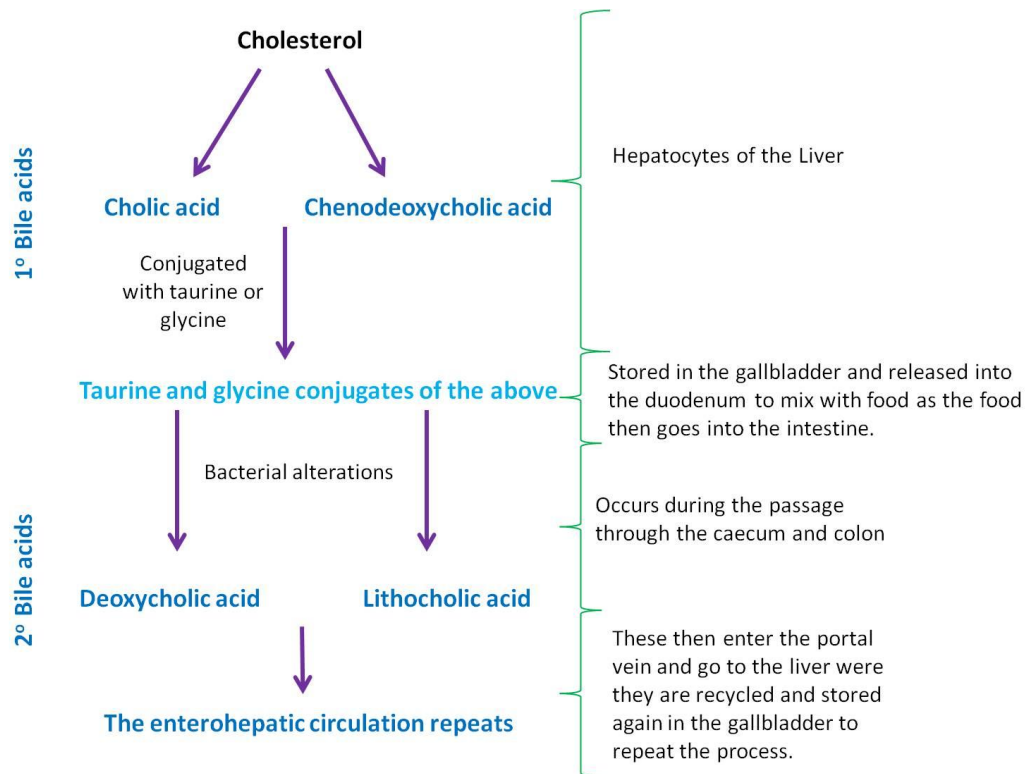 Cholesterol
1º Bile acids
Hepatocytes of the Liver
Cholic acid
Chenodeoxycholic acid
Conjugated
with taurine or
glycine
Taurine and glycine conjugates of the above
Stored in the gallbladder and released into
the duodenum to mix with food as the food
then goes into the intestine.
Bacterial alterations
2º Bile acids
Occurs during the passage
through the caecum and colon
Deoxycholic acid
Lithocholic acid
The enterohepatic circulation repeats
These then enter the portal
vein and go to the liver were
they are recycled and stored
again in the gallbladder to
repeat the process.